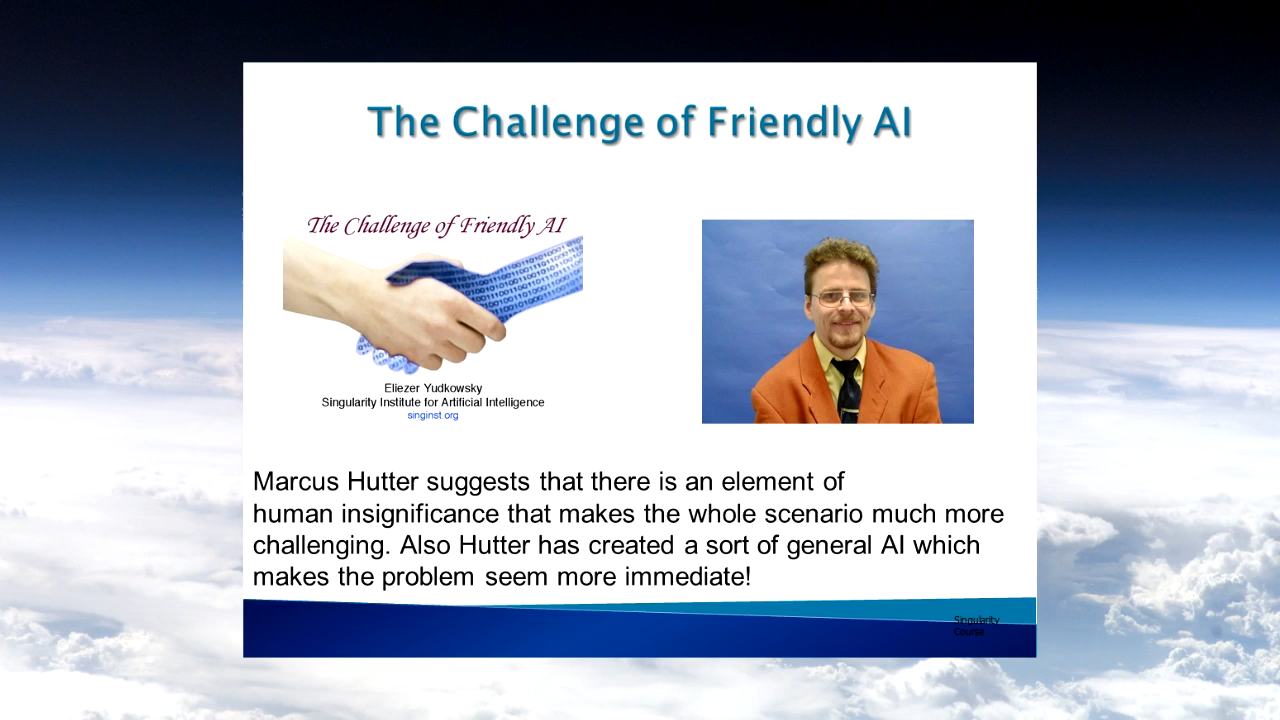 The Challenge of Friendly AI
The Challenge of Friendly AI
Eliezer Yudkowsky
Singularity Institute for Artificial Intelligence
singinst.org
Marcus Hutter suggests that there is an element of
human insignificance that makes the whole scenario much more
challenging. Also Hutter has created a sort of general AI which
makes the problem seem more immediate!
Singularity
Course